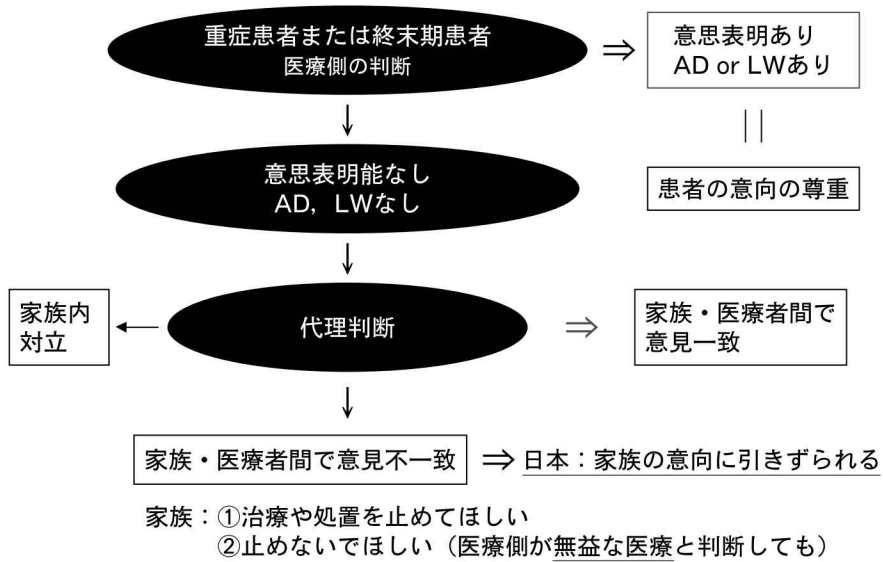 重症患者または終末期患者
医療側の判断
⇒
意思表明あり
AD or LWあり
患者の意向の尊重
意思表明能なし
AD，LWなし
代理判断
家族内
対立
⇒
家族・医療者間で
意見一致
家族・医療者間で意見不一致
⇒日本：家族の意向に引きずられる
家族：①治療や処置を止めてほしい
②止めないでほしい（医療側が無益な医療と判断しても）